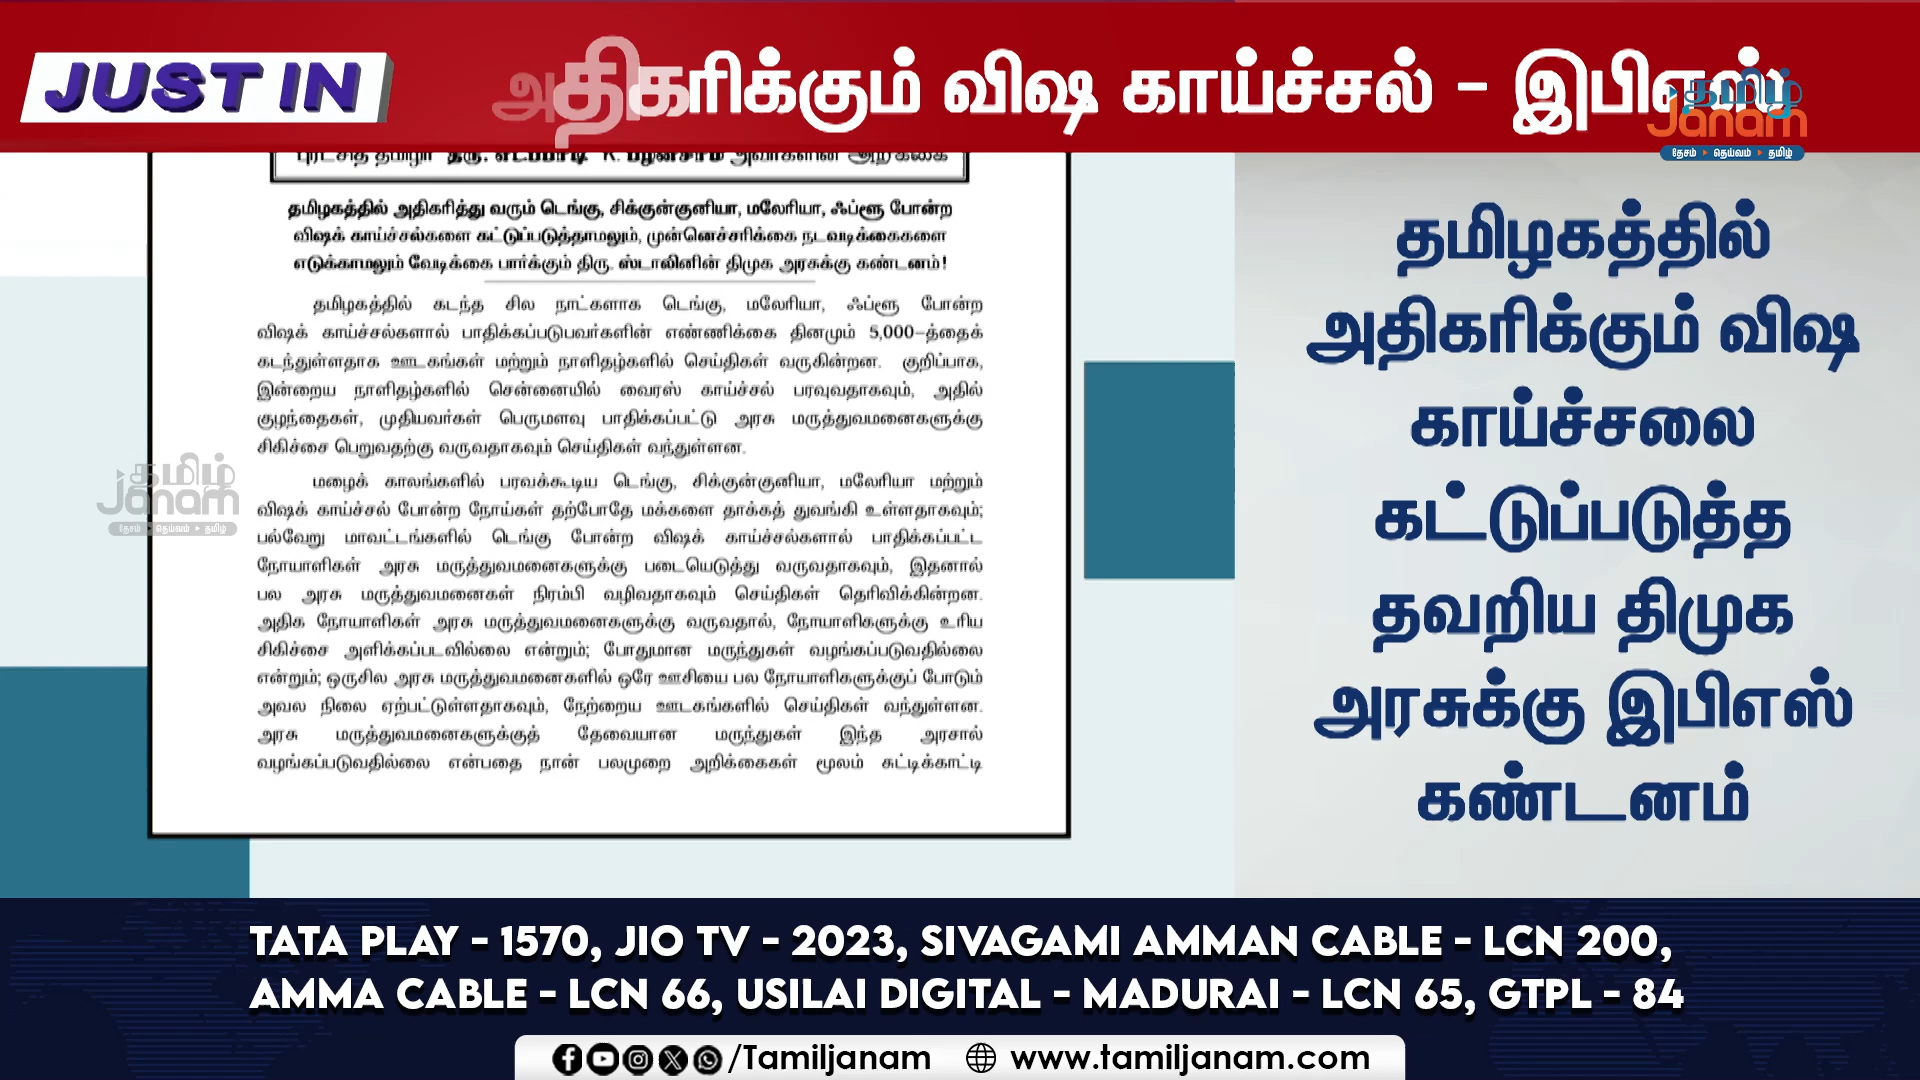 JUST IN
அதிகரிக்கும் விஷ காய்ச்சல் - இபிஎஸ்
தமிழ்
Janam
தேசம் ▸ தெய்வம் ▸ தமிழ்
திரு. எடப்பாடி K. பழனிசாமி அவர்களின் அறிக்கை
தமிழகத்தில் அதிகரித்து வரும் டெங்கு, சிக்குன்குனியா, மலேரியா, ஃப்ளூ போன்ற
விஷக் காய்ச்சல்களை கட்டுப்படுத்தாமலும், முன்னெச்சரிக்கை நடவடிக்கைகளை
எடுக்காமலும் வேடிக்கை பார்க்கும் திரு. ஸ்டாலினின் திமுக அரசுக்கு கண்டனம்!
தமிழகத்தில் கடந்த சில நாட்களாக டெங்கு, மலேரியா, ஃப்ளூ போன்ற
விஷக் காய்ச்சல்களால் பாதிக்கப்படுபவர்களின் எண்ணிக்கை தினமும் 5,000-த்தைக்
கடந்துள்ளதாக ஊடகங்கள் மற்றும் நாளிதழ்களில் செய்திகள் வருகின்றன. குறிப்பாக,
இன்றைய நாளிதழ்களில் சென்னையில் வைரஸ் காய்ச்சல் பரவுவதாகவும், அதில்
குழந்தைகள், முதியவர்கள் பெருமளவு பாதிக்கப்பட்டு அரசு மருத்துவமனைகளுக்கு
சிகிச்சை பெறுவதற்கு வருவதாகவும் செய்திகள் வந்துள்ளன.
மழைக் காலங்களில் பரவக்கூடிய டெங்கு, சிக்குன்குனியா, மலேரியா மற்றும்
விஷக் காய்ச்சல் போன்ற நோய்கள் தற்போதே மக்களை தாக்கத் துவங்கி உள்ளதாகவும்;
பல்வேறு மாவட்டங்களில் டெங்கு போன்ற விஷக் காய்ச்சல்களால் பாதிக்கப்பட்ட
நோயாளிகள் அரசு மருத்துவமனைகளுக்கு படையெடுத்து வருவதாகவும், இதனால்
பல அரசு மருத்துவமனைகள் நிரம்பி வழிவதாகவும் செய்திகள் தெரிவிக்கின்றன.
அதிக நோயாளிகள் அரசு மருத்துவமனைகளுக்கு வருவதால், நோயாளிகளுக்கு உரிய
சிகிச்சை அளிக்கப்படவில்லை என்றும்; போதுமான மருந்துகள் வழங்கப்படுவதில்லை
என்றும்; ஒருசில அரசு மருத்துவமனைகளில் ஒரே ஊசியை பல நோயாளிகளுக்குப் போடும்
அவல நிலை ஏற்பட்டுள்ளதாகவும், நேற்றைய ஊடகங்களில் செய்திகள் வந்துள்ளன.
அரசு மருத்துவமனைகளுக்குத் தேவையான மருந்துகள் இந்த அரசால்
வழங்கப்படுவதில்லை என்பதை நான் பலமுறை அறிக்கைகள் மூலம் சுட்டிக்காட்டி
தமிழ்
Janam
தேசம் ▸ தெய்வம் ▸ தமிழ்
தமிழகத்தில்
அதிகரிக்கும் விஷ
காய்ச்சலை
கட்டுப்படுத்த
தவறிய திமுக
அரசுக்கு இபிஎஸ்
கண்டனம்
TATA PLAY - 1570, JIO TV - 2023, SIVAGAMI AMMAN CABLE - LCN 200,
AMMA CABLE - LCN 66, USILAI DIGITAL - MADURAI - LCN 65, GTPL - 84
/Tamiljanam www.tamiljanam.com